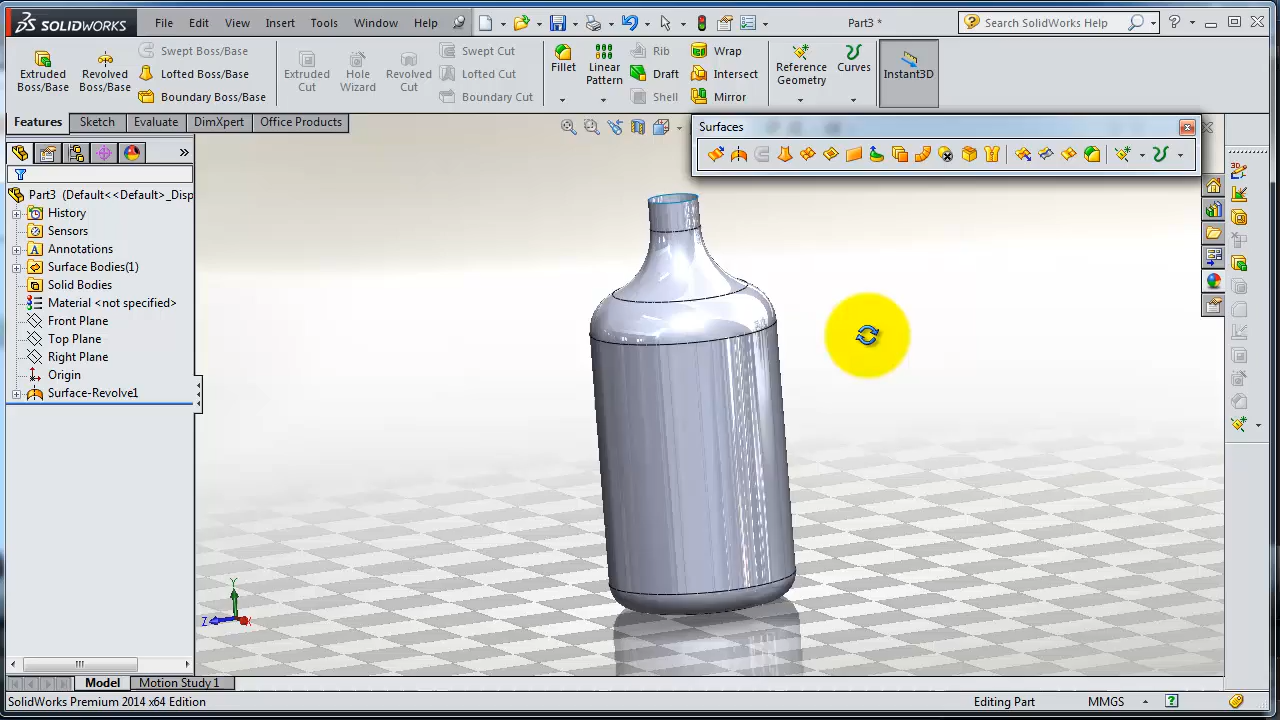 SOLIDWORKS File Edit View Insert Tools Window Help Part3 * Search SolidWorks Help
Extruded Boss/Base
Revolved Boss/Base
Swept Boss/Base
Lofted Boss/Base
Boundary Boss/Base
Extruded Cut
Hole Wizard
Revolved Cut
Swept Cut
Lofted Cut
Boundary Cut
Fillet
Linear Pattern
Rib
Draft
Shell
Wrap
Intersect
Mirror
Reference Geometry
Curves
Instant3D
Features Sketch Evaluate DimXpert Office Products
Surfaces
Part3 (Default<<Default>_Disp
History
Sensors
Annotations
Surface Bodies(1)
Solid Bodies
Material <not specified>
Front Plane
Top Plane
Right Plane
Origin
Surface-Revolve1
Y
Z
Model Motion Study 1
SolidWorks Premium 2014 x64 Edition Editing Part MMGS